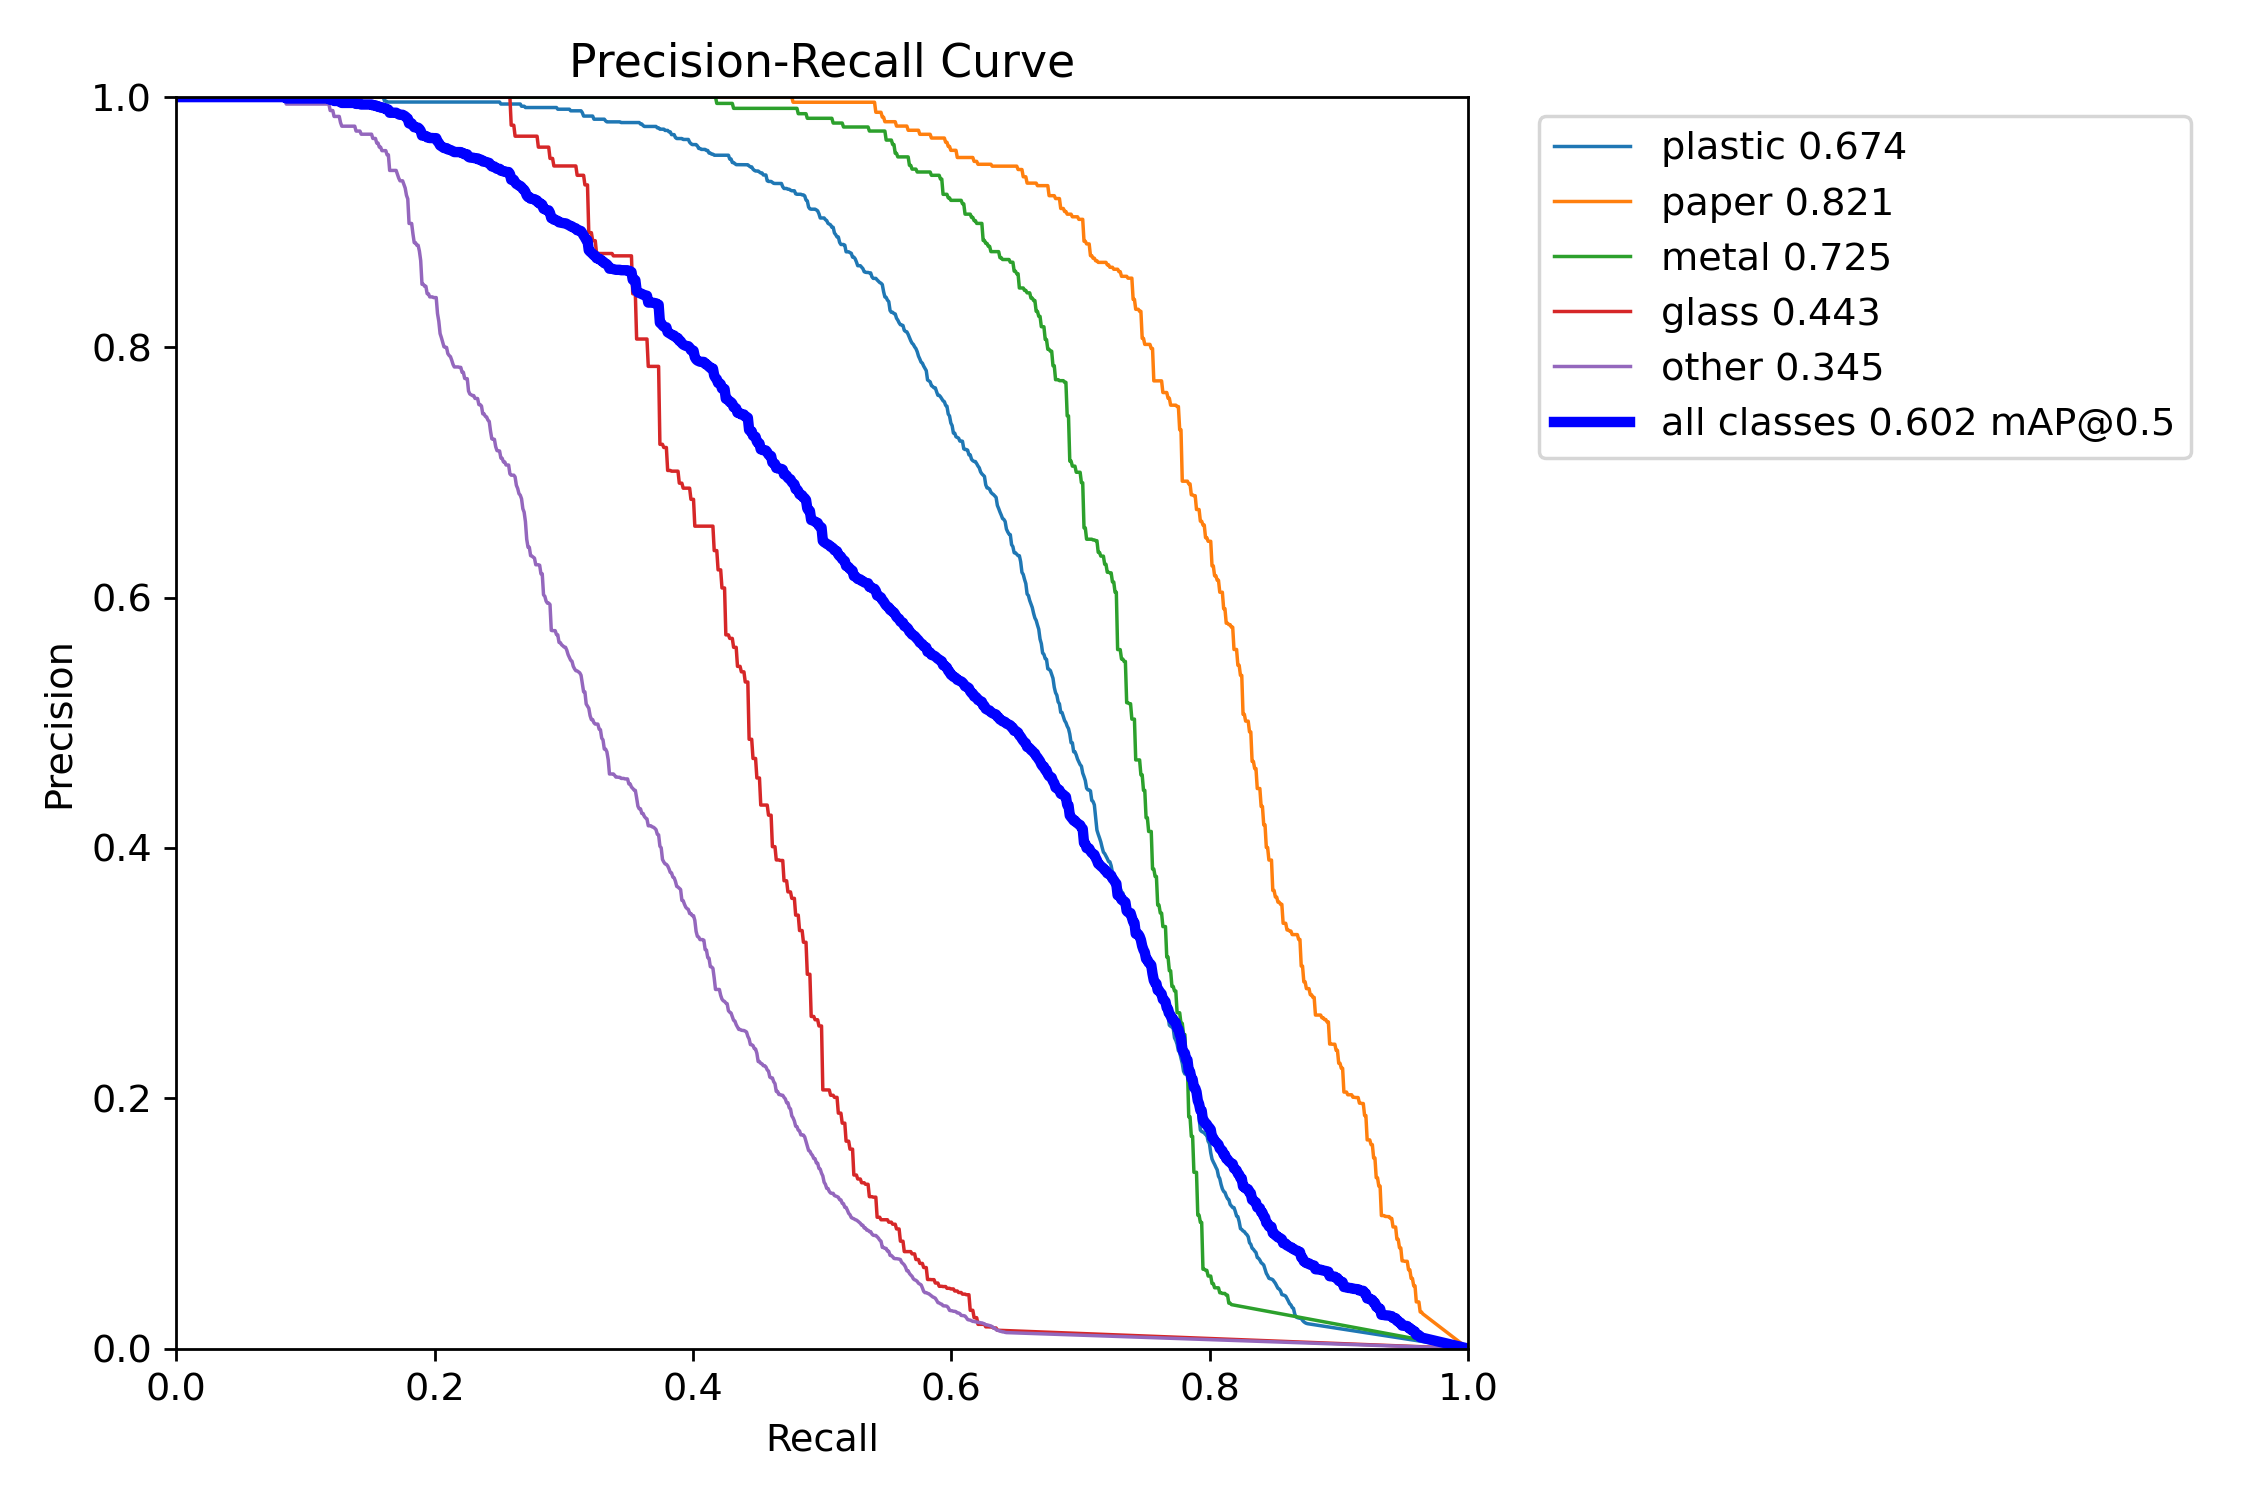 Precision-Recall Curve
1.0
0.8
0.6
0.4
0.2
0.0
Precision
0.0 0.2 0.4 0.6 0.8 1.0
Recall
plastic 0.674
paper 0.821
metal 0.725
glass 0.443
other 0.345
all classes 0.602 mAP@0.5